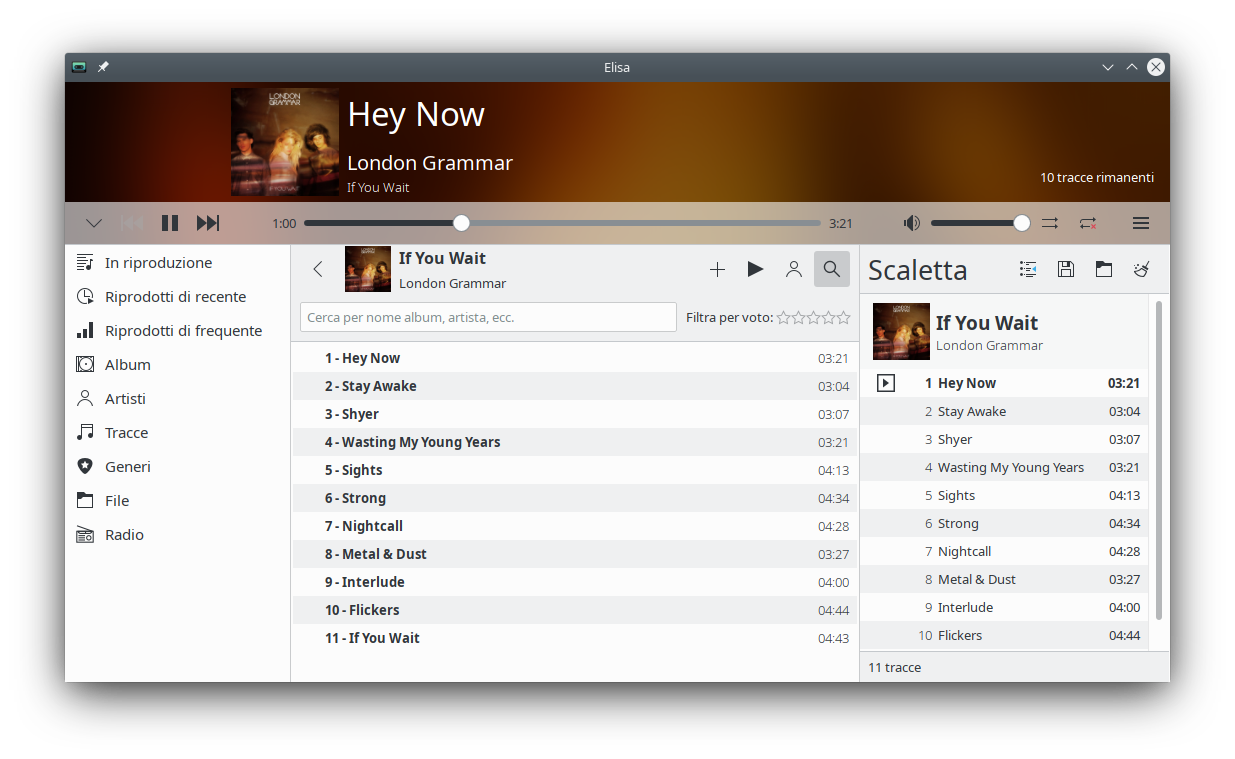 Elisa
LONDON
GRAMMAR
Hey Now
London Grammar
If You Wait
10 tracce rimanenti
1:00
3:21
In riproduzione
Riprodotti di recente
Riprodotti di frequente
Album
Artisti
Tracce
Generi
File
Radio
If You Wait
London Grammar
Cerca per nome album, artista, ecc.
Filtra per voto:
1 - Hey Now 03:21
2 - Stay Awake 03:04
3 - Shyer 03:07
4 - Wasting My Young Years 03:21
5 - Sights 04:13
6 - Strong 04:34
7 - Nightcall 04:28
8 - Metal & Dust 03:27
9 - Interlude 04:00
10 - Flickers 04:44
11 - If You Wait 04:43
Scaletta
If You Wait
London Grammar
1 Hey Now 03:21
2 Stay Awake 03:04
3 Shyer 03:07
4 Wasting My Young Years 03:21
5 Sights 04:13
6 Strong 04:34
7 Nightcall 04:28
8 Metal & Dust 03:27
9 Interlude 04:00
10 Flickers 04:44
11 tracce